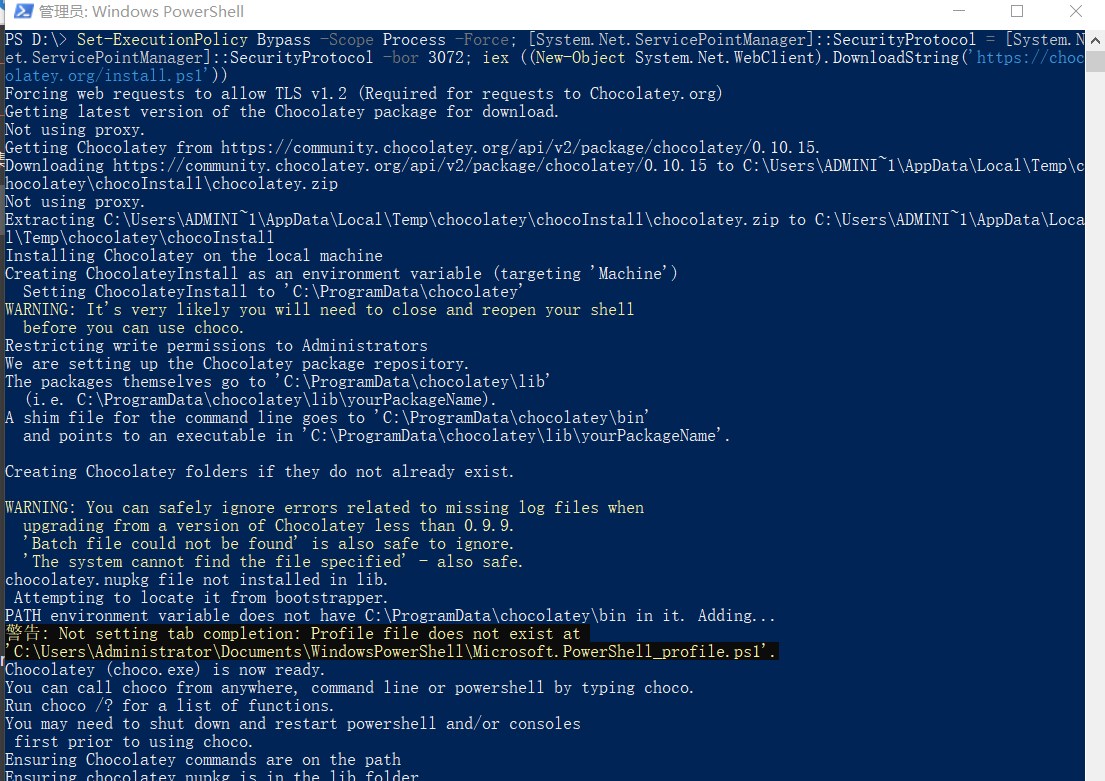 管理员: Windows PowerShell
PS D:\> Set-ExecutionPolicy Bypass -Scope Process -Force; [System.Net.ServicePointManager]::SecurityProtocol = [System.N
et.ServicePointManager]::SecurityProtocol -bor 3072; iex ((New-Object System.Net.WebClient).DownloadString('https://choc
olatey.org/install.ps1'))
Forcing web requests to allow TLS v1.2 (Required for requests to Chocolatey.org)
Getting latest version of the Chocolatey package for download.
Not using proxy.
Getting Chocolatey from https://community.chocolatey.org/api/v2/package/chocolatey/0.10.15.
Downloading https://community.chocolatey.org/api/v2/package/chocolatey/0.10.15 to C:\Users\ADMINI~1\AppData\Local\Temp\c
hocolatey\chocoInstall\chocolatey.zip
Not using proxy.
Extracting C:\Users\ADMINI~1\AppData\Local\Temp\chocolatey\chocoInstall\chocolatey.zip to C:\Users\ADMINI~1\AppData\Loca
l\Temp\chocolatey\chocoInstall
Installing Chocolatey on the local machine
Creating ChocolateyInstall as an environment variable (targeting 'Machine')
  Setting ChocolateyInstall to 'C:\ProgramData\chocolatey'
WARNING: It's very likely you will need to close and reopen your shell
  before you can use choco.
Restricting write permissions to Administrators
We are setting up the Chocolatey package repository.
The packages themselves go to 'C:\ProgramData\chocolatey\lib'
  (i.e. C:\ProgramData\chocolatey\lib\yourPackageName).
A shim file for the command line goes to 'C:\ProgramData\chocolatey\bin'
  and points to an executable in 'C:\ProgramData\chocolatey\lib\yourPackageName'.
Creating Chocolatey folders if they do not already exist.
WARNING: You can safely ignore errors related to missing log files when
  upgrading from a version of Chocolatey less than 0.9.9.
  'Batch file could not be found' is also safe to ignore.
  'The system cannot find the file specified' - also safe.
chocolatey.nupkg file not installed in lib.
 Attempting to locate it from bootstrapper.
PATH environment variable does not have C:\ProgramData\chocolatey\bin in it. Adding...
警告: Not setting tab completion: Profile file does not exist at
'C:\Users\Administrator\Documents\WindowsPowerShell\Microsoft.PowerShell_profile.ps1'.
Chocolatey (choco.exe) is now ready.
You can call choco from anywhere, command line or powershell by typing choco.
Run choco /? for a list of functions.
You may need to shut down and restart powershell and/or consoles
 first prior to using choco.
Ensuring Chocolatey commands are on the path
Ensuring chocolatey.nupkg is in the lib folder